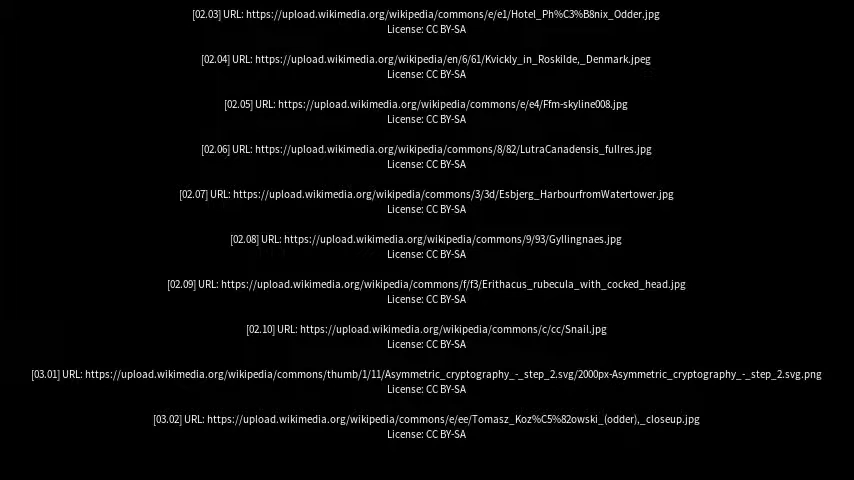 [02.03] URL: https://upload.wikimedia.org/wikipedia/commons/e/e1/Hotel_Ph%C3%B8nix_Odder.jpg
License: CC BY-SA
[02.04] URL: https://upload.wikimedia.org/wikipedia/en/6/61/Kvickly_in_Roskilde,_Denmark.jpeg
License: CC BY-SA
[02.05] URL: https://upload.wikimedia.org/wikipedia/commons/e/e4/Ffm-skyline008.jpg
License: CC BY-SA
[02.06] URL: https://upload.wikimedia.org/wikipedia/commons/8/82/LutraCanadensis_fullres.jpg
License: CC BY-SA
[02.07] URL: https://upload.wikimedia.org/wikipedia/commons/3/3d/Esbjerg_HarbourfromWatertower.jpg
License: CC BY-SA
[02.08] URL: https://upload.wikimedia.org/wikipedia/commons/9/93/Gyllingnaes.jpg
License: CC BY-SA
[02.09] URL: https://upload.wikimedia.org/wikipedia/commons/f/f3/Erithacus_rubecula_with_cocked_head.jpg
License: CC BY-SA
[02.10] URL: https://upload.wikimedia.org/wikipedia/commons/c/cc/Snail.jpg
License: CC BY-SA
[03.01] URL: https://upload.wikimedia.org/wikipedia/commons/thumb/1/11/Asymmetric_cryptography_-_step_2.svg/2000px-Asymmetric_cryptography_-_step_2.svg.png
License: CC BY-SA
[03.02] URL: https://upload.wikimedia.org/wikipedia/commons/e/ee/Tomasz_Koz%C5%82owski_(odder),_closeup.jpg
License: CC BY-SA